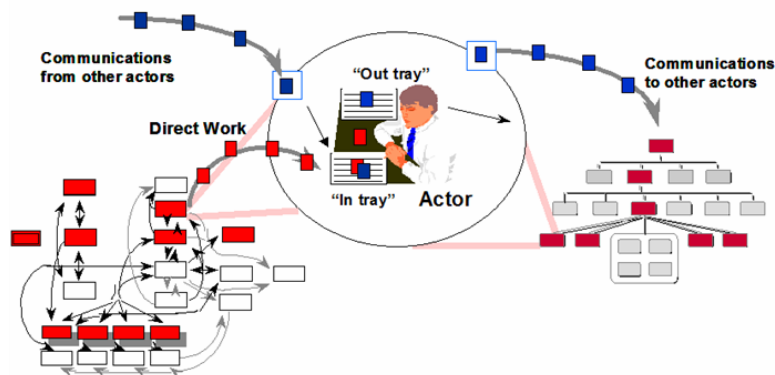 Communications
from other actors
"Out tray"
Communications
to other actors
Direct Work
"In tray"
Actor